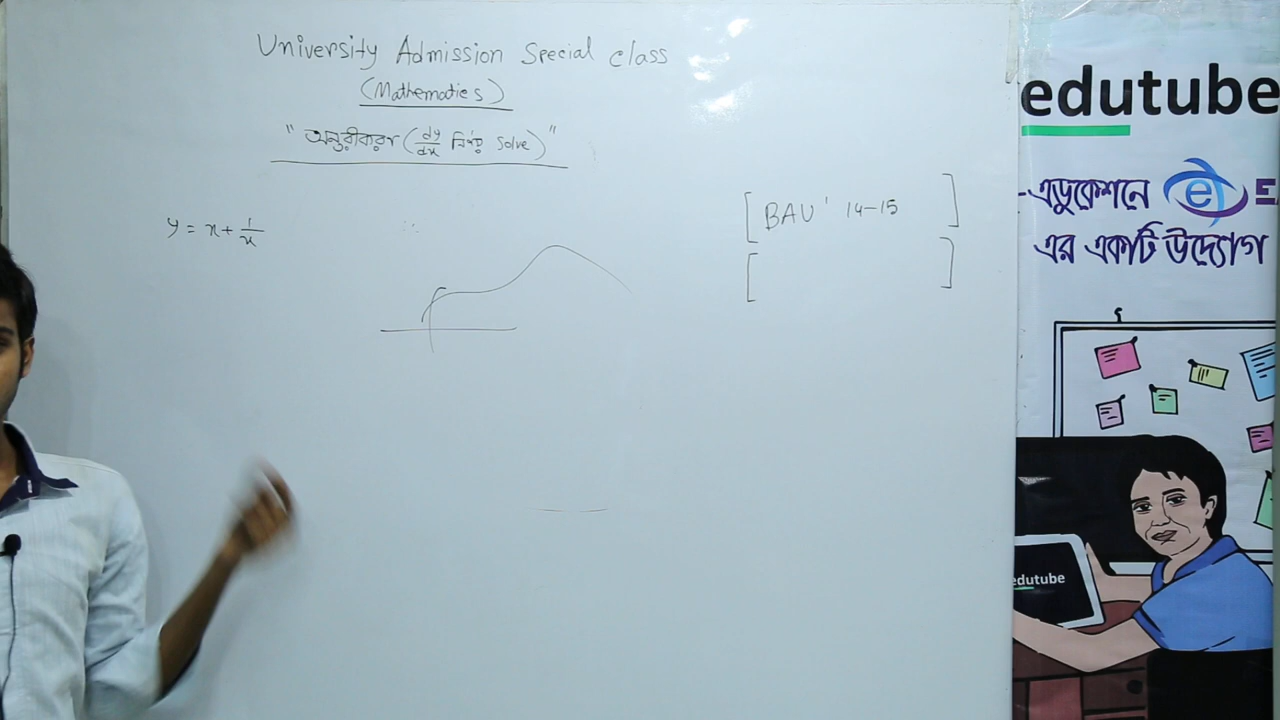 University Admission Special class
(Mathematics)
"অন্তরীকরণ (dy/dx নির্ণয় Solve)"
y = x + 1/x
[BAU' 14-15]
[ ]
edutube
-এডুকেশনে e E
এর একটি উদ্যোগ
edutube